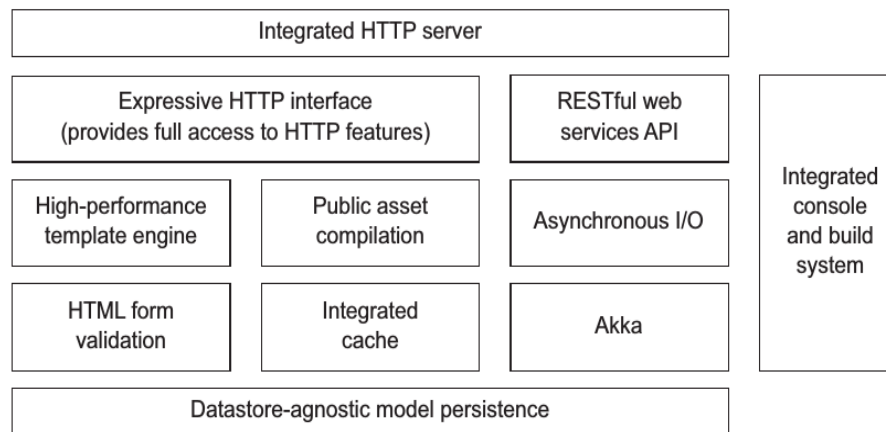 Integrated HTTP server
Expressive HTTP interface
(provides full access to HTTP features)
RESTful web
services API
Integrated
console
and build
system
High-performance
template engine
Public asset
compilation
Asynchronous I/O
HTML form
validation
Integrated
cache
Akka
Datastore-agnostic model persistence